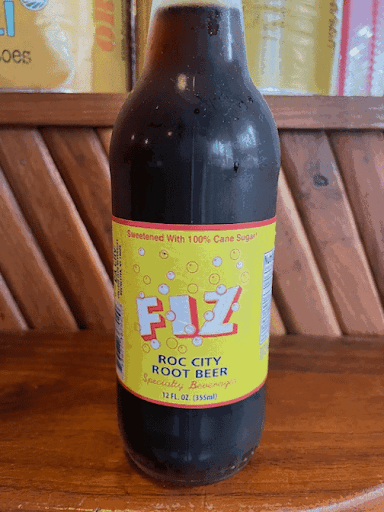 oes
Sweetened With 100% Cane Sugar
FIZ
ROC CITY
ROOT BEER
Specialty Beverages
12 FL. OZ. (355ml)